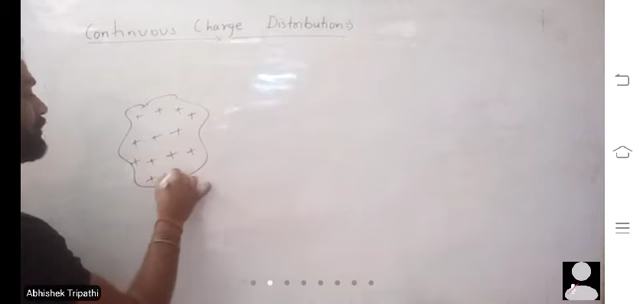 Continuous Charge Distributions
+ + + +
+ + +
+ + + +
+
Abhishek Tripathi